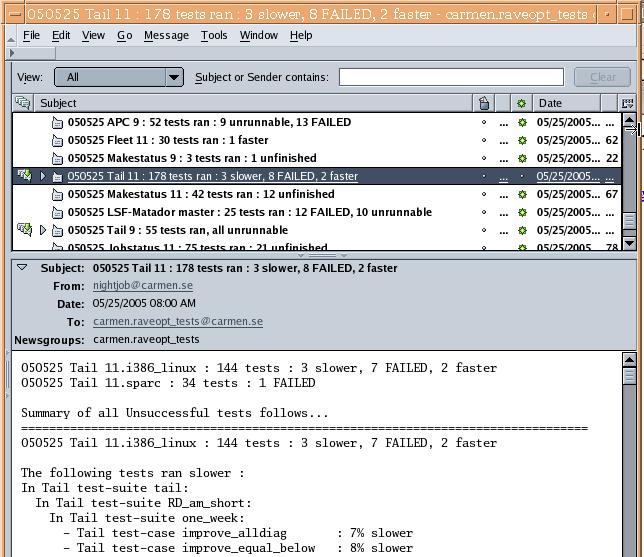 050525 Tail 11 : 178 tests ran : 3 slower, 8 FAILED, 2 faster - carmen.raveopt_tests
File Edit View Go Message Tools Window Help
View: All Subject or Sender contains: Clear
Subject Date
050525 APC 9 : 52 tests ran : 9 unrunnable, 13 FAILED ... 05/25/2005... ...
050525 Fleet 11 : 30 tests ran : 1 faster ... 05/25/2005... 62
050525 Makestatus 9 : 3 tests ran : 1 unfinished ... 05/25/2005... 22
050525 Tail 11 : 178 tests ran : 3 slower, 8 FAILED, 2 faster ... 05/25/2005... ...
050525 Makestatus 11 : 42 tests ran : 12 unfinished ... 05/25/2005... 67
050525 LSF-Matador master : 25 tests ran : 12 FAILED, 10 unrunnable ... 05/25/2005... ...
050525 Tail 9 : 55 tests ran, all unrunnable ... 05/25/2005... ...
050525 Jobstatus 11 : 75 tests ran : 21 unfinished ... 05/25/2005... 78
Subject: 050525 Tail 11 : 178 tests ran : 3 slower, 8 FAILED, 2 faster
From: nightjob@carmen.se
Date: 05/25/2005 08:00 AM
To: carmen.raveopt_tests@carmen.se
Newsgroups: carmen.raveopt_tests
050525 Tail 11.i386_linux : 144 tests : 3 slower, 7 FAILED, 2 faster
050525 Tail 11.sparc : 34 tests : 1 FAILED
Summary of all Unsuccessful tests follows...
=================================================================================
050525 Tail 11.i386_linux : 144 tests : 3 slower, 7 FAILED, 2 faster
The following tests ran slower :
In Tail test-suite tail:
In Tail test-suite RD_am_short:
In Tail test-suite one_week:
- Tail test-case improve_alldiag : 7% slower
- Tail test-case improve_equal_below : 8% slower